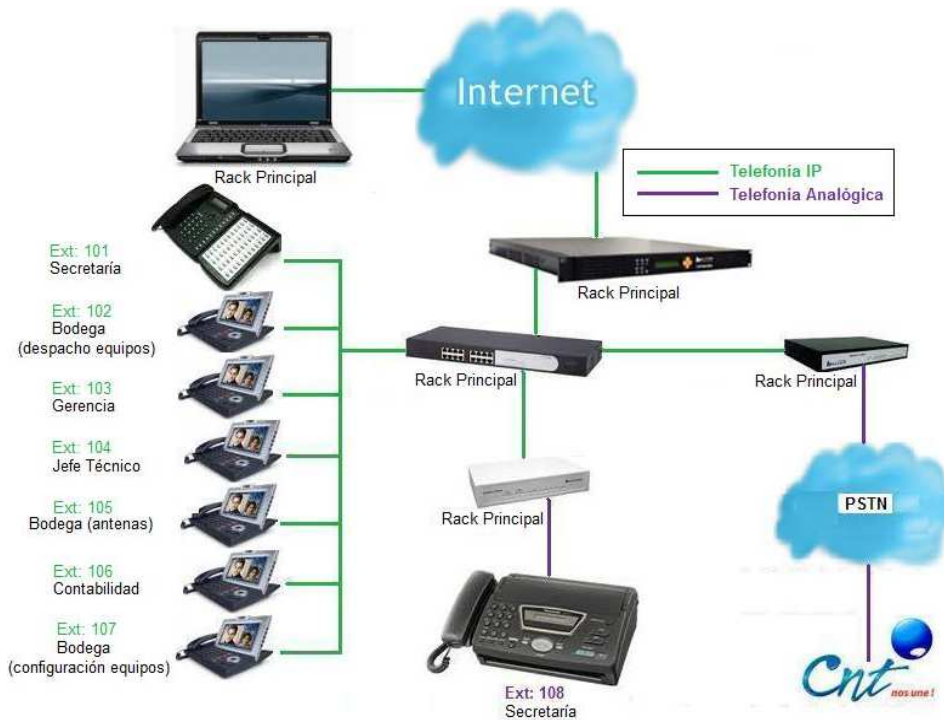 Internet
Rack Principal
Telefonía IP
Telefonía Analógica
Ext: 101
Secretaría
Rack Principal
Ext: 102
Bodega
(despacho equipos)
Rack Principal
Rack Principal
Ext: 103
Gerencia
Ext: 104
Jefe Técnico
Ext: 105
Bodega (antenas)
Rack Principal
PSTN
Ext: 106
Contabilidad
Ext: 107
Bodega
(configuración equipos)
Ext: 108
Secretaría
Cnt
nos une!